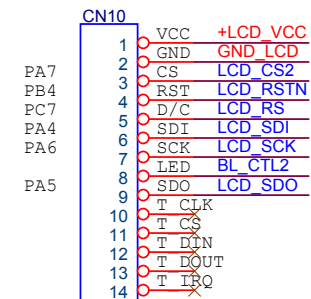 CN10
1 VCC +LCD_VCC
2 GND GND_LCD
PA7 3 CS LCD_CS2
PB4 4 RST LCD_RSTN
PC7 5 D/C LCD_RS
PA4 6 SDI LCD_SDI
PA6 7 SCK LCD_SCK
8 LED BL_CTL2
PA5 9 SDO LCD_SDO
10 T_CLK
11 T_CS
12 T_DIN
13 T_DOUT
14 T_IRQ